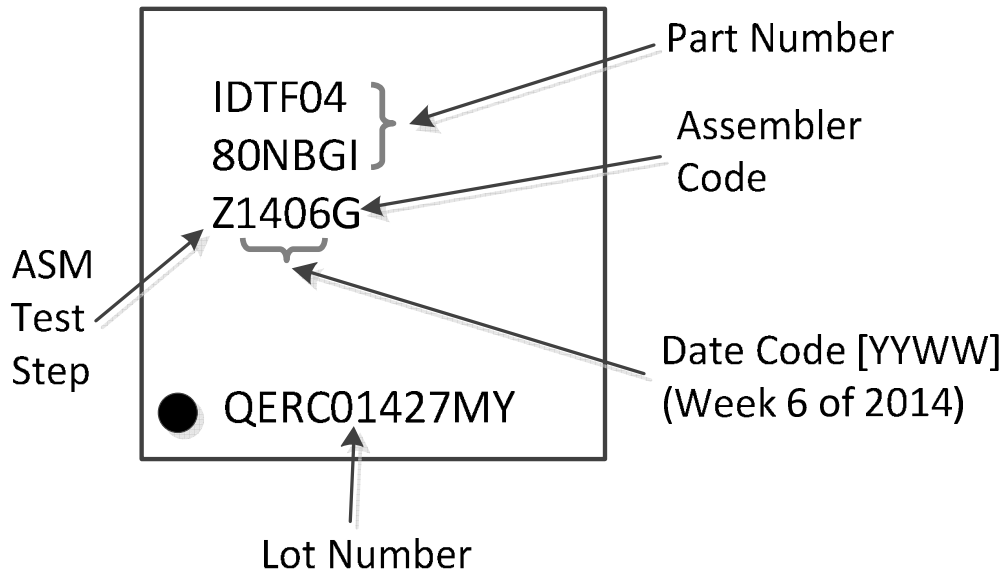 Part Number
IDTF04
80NBGI
Assembler
Code
Z1406G
ASM
Test
Step
Date Code [YYWW]
(Week 6 of 2014)
QERC01427MY
Lot Number